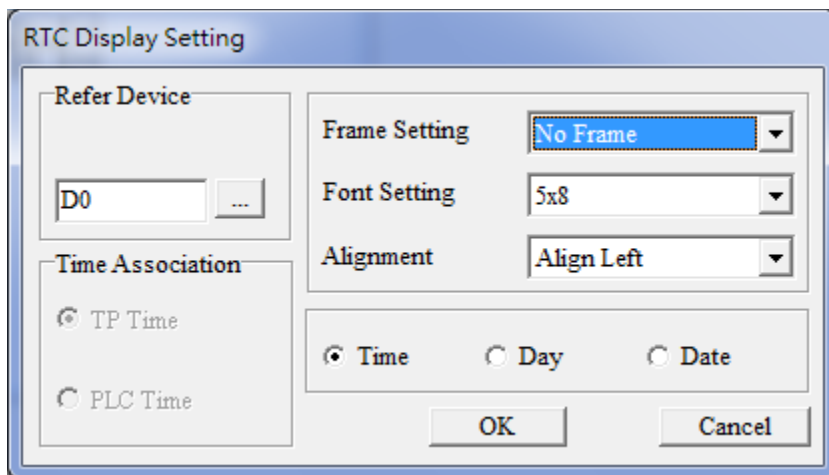 RTC Display Setting
Refer Device
D0
...
Time Association
TP Time
PLC Time
Frame Setting
No Frame
Font Setting
5x8
Alignment
Align Left
Time
Day
Date
OK
Cancel